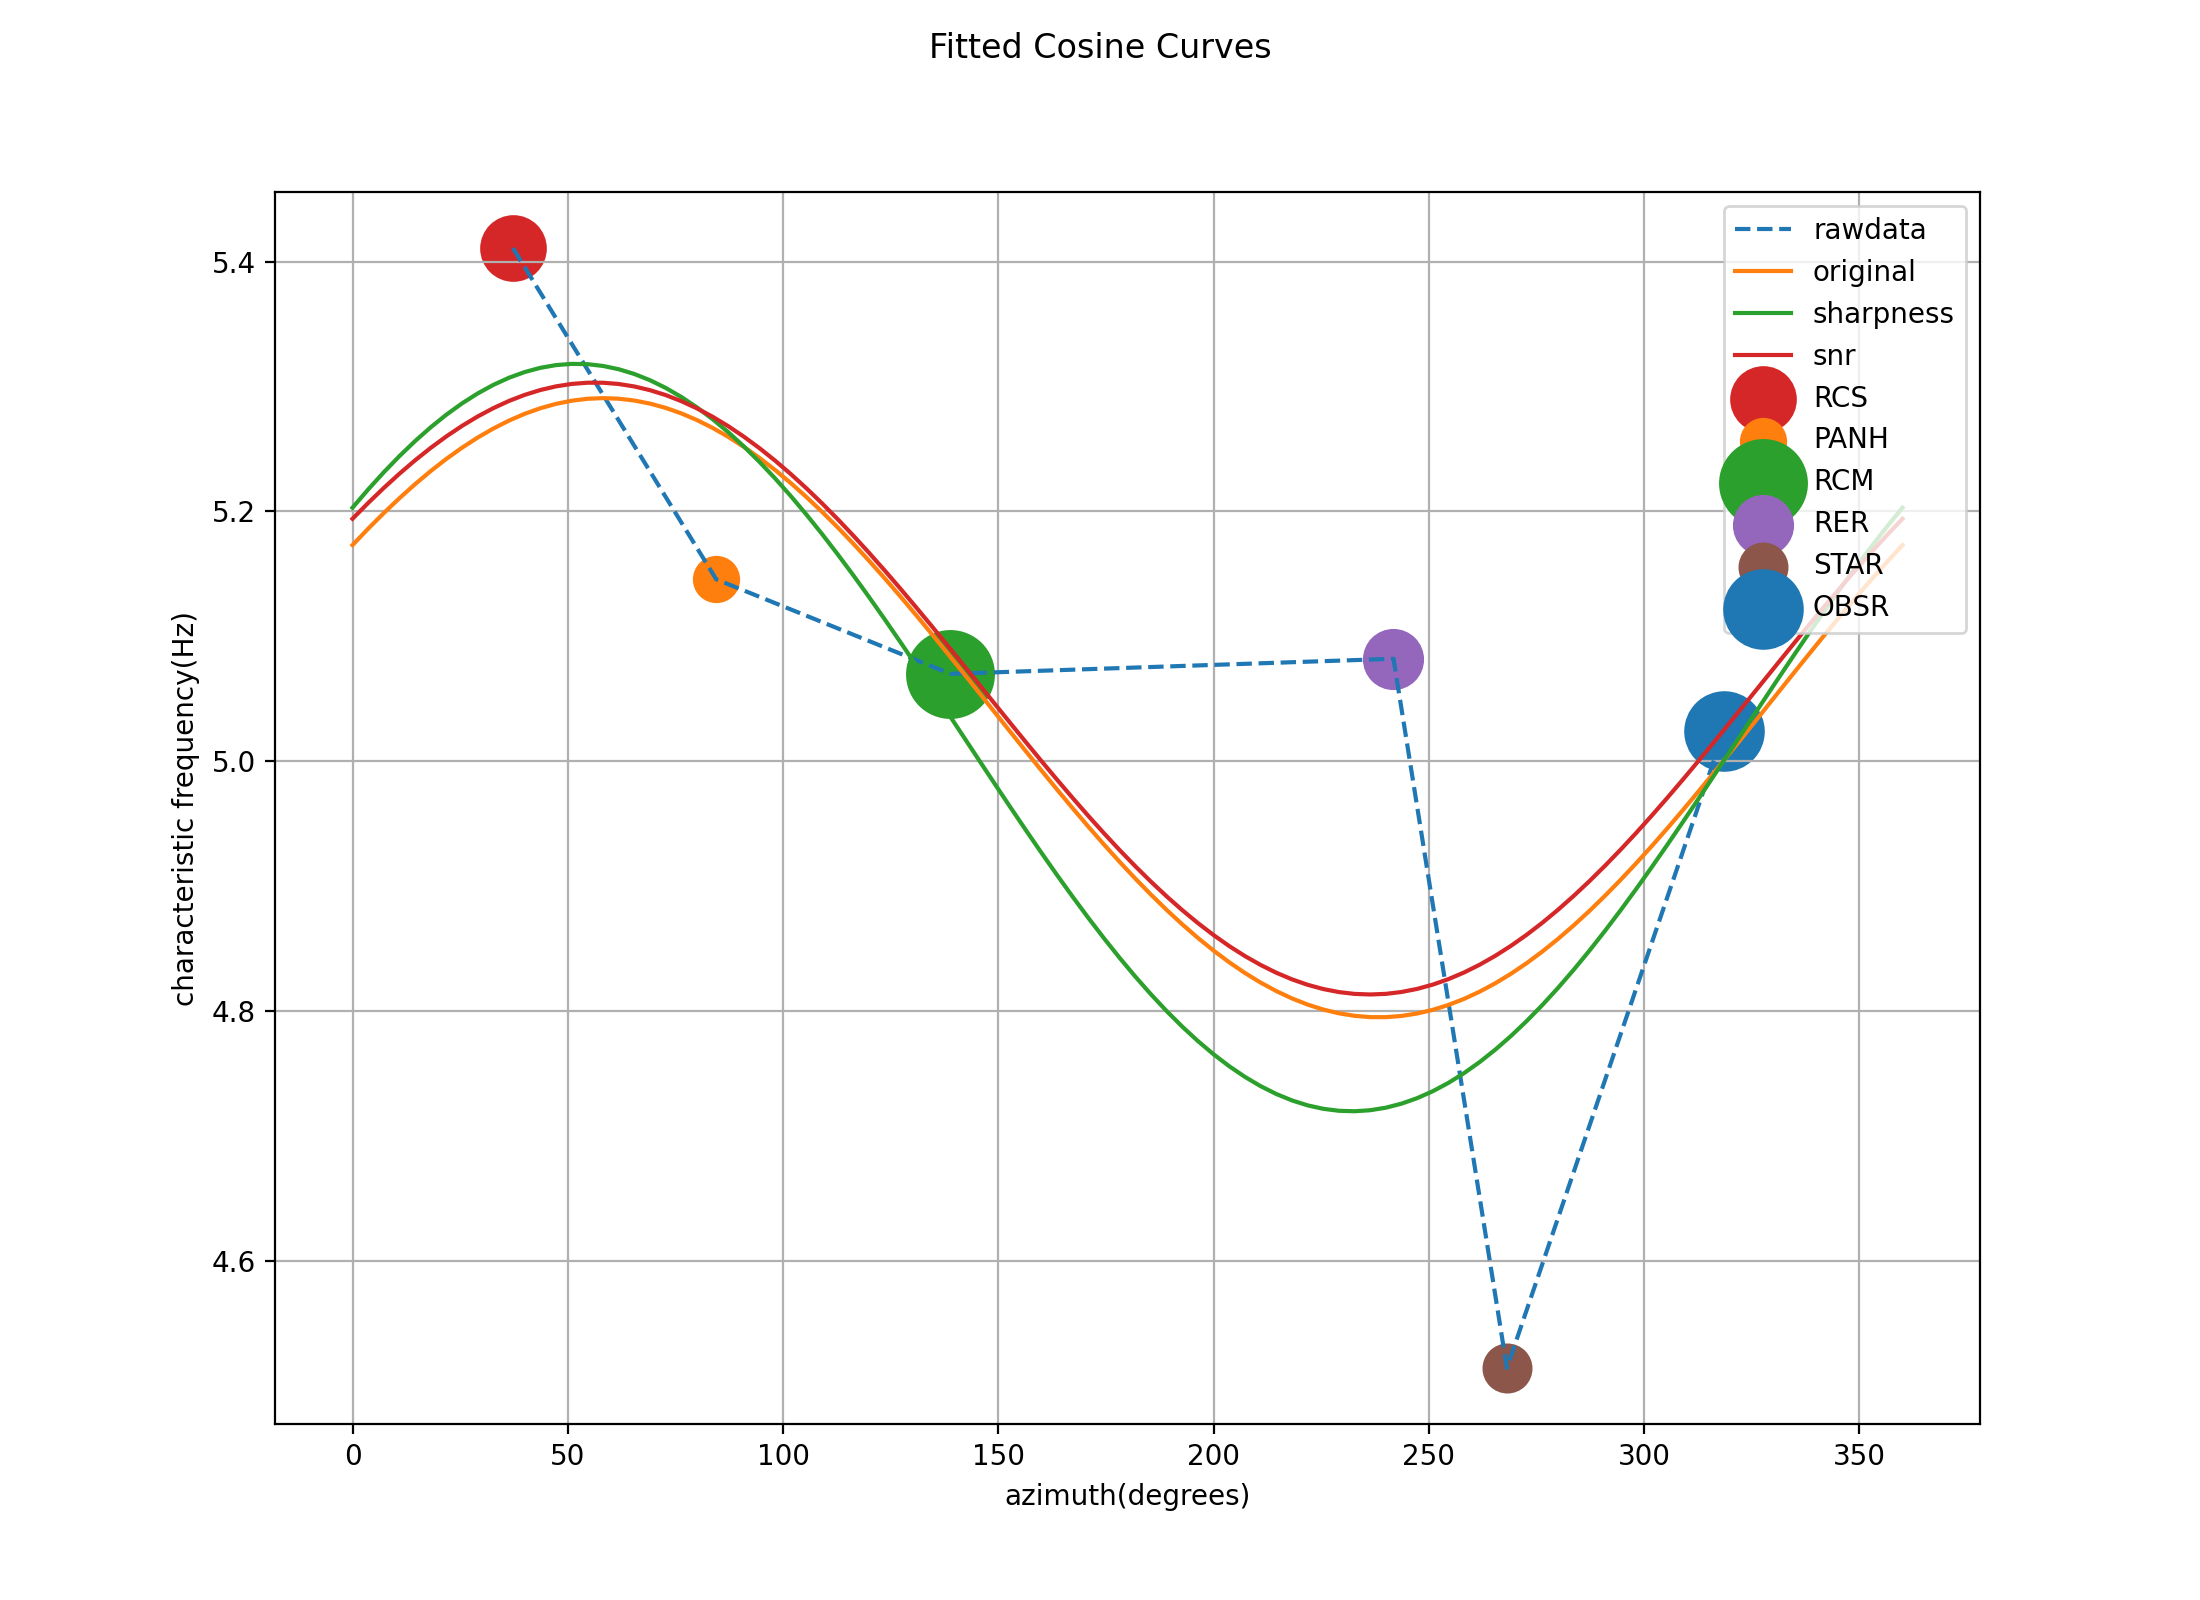 Fitted Cosine Curves
characteristic frequency(Hz)
5.4
5.2
5.0
4.8
4.6
0 50 100 150 200 250 300 350
azimuth(degrees)
rawdata
original
sharpness
snr
RCS
PANH
RCM
RER
STAR
OBSR